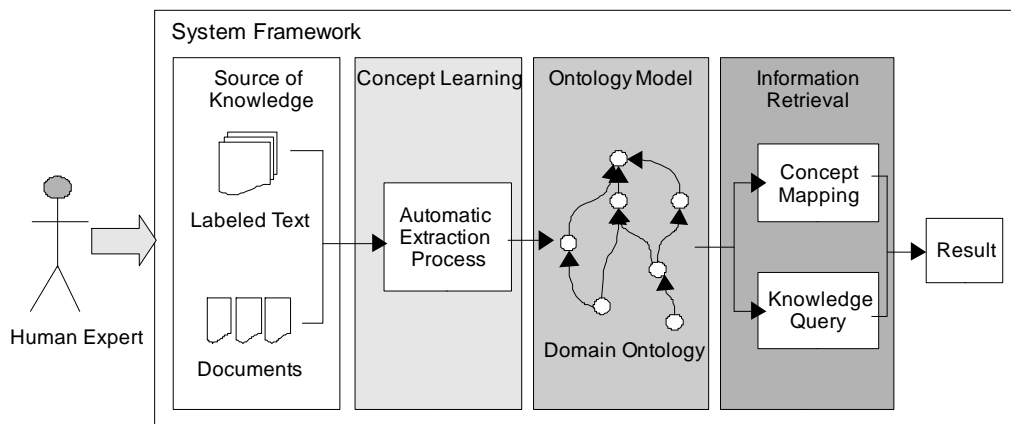 System Framework
Source of
Knowledge
Labeled Text
Documents
Human Expert
Concept Learning
Automatic
Extraction
Process
Ontology Model
Domain Ontology
Information
Retrieval
Concept
Mapping
Knowledge
Query
Result